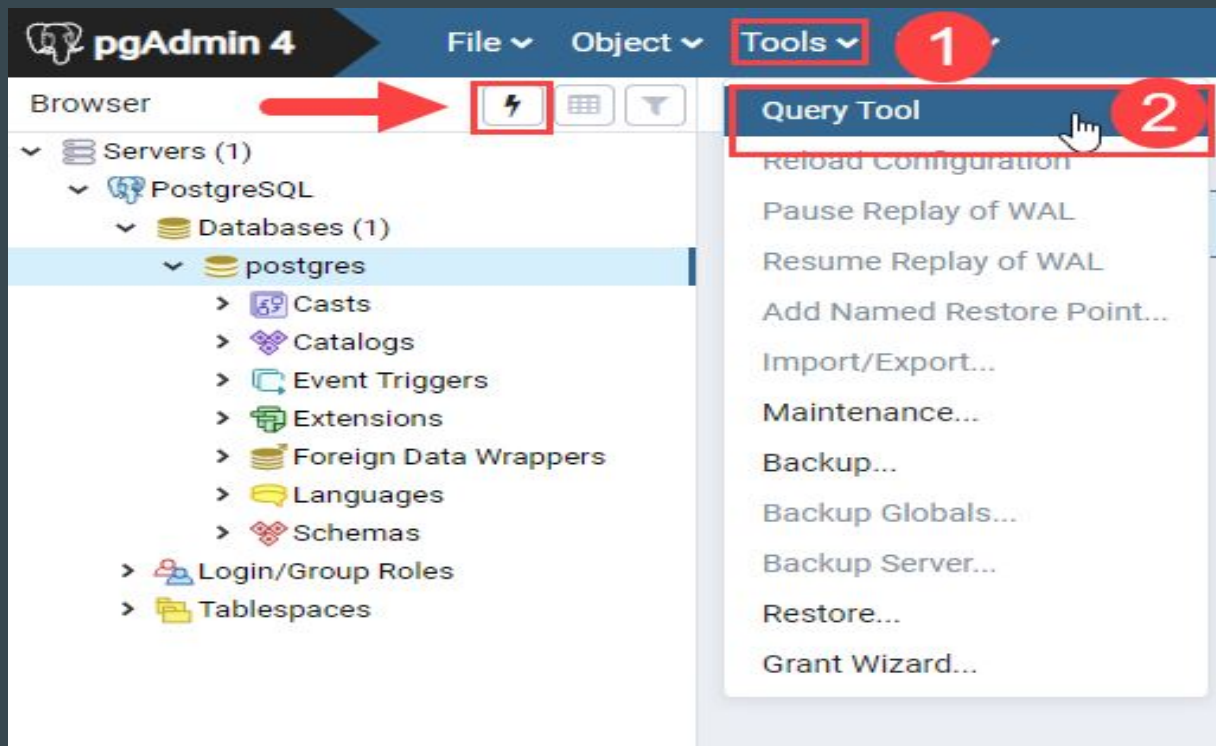 pgAdmin 4
File Object Tools
1
Browser
Query Tool
2
Servers (1)
Reload Configuration
PostgreSQL
Pause Replay of WAL
Databases (1)
Resume Replay of WAL
postgres
Add Named Restore Point...
Casts
Import/Export...
Catalogs
Maintenance...
Event Triggers
Backup...
Extensions
Backup Globals...
Foreign Data Wrappers
Backup Server...
Languages
Restore...
Schemas
Grant Wizard...
Login/Group Roles
Tablespaces